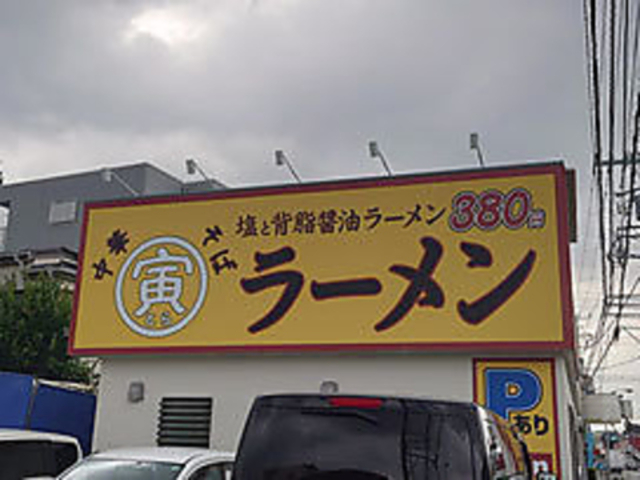 塩と背脂醤油ラーメン 380円
中華そば
寅
ラーメン
P
あり